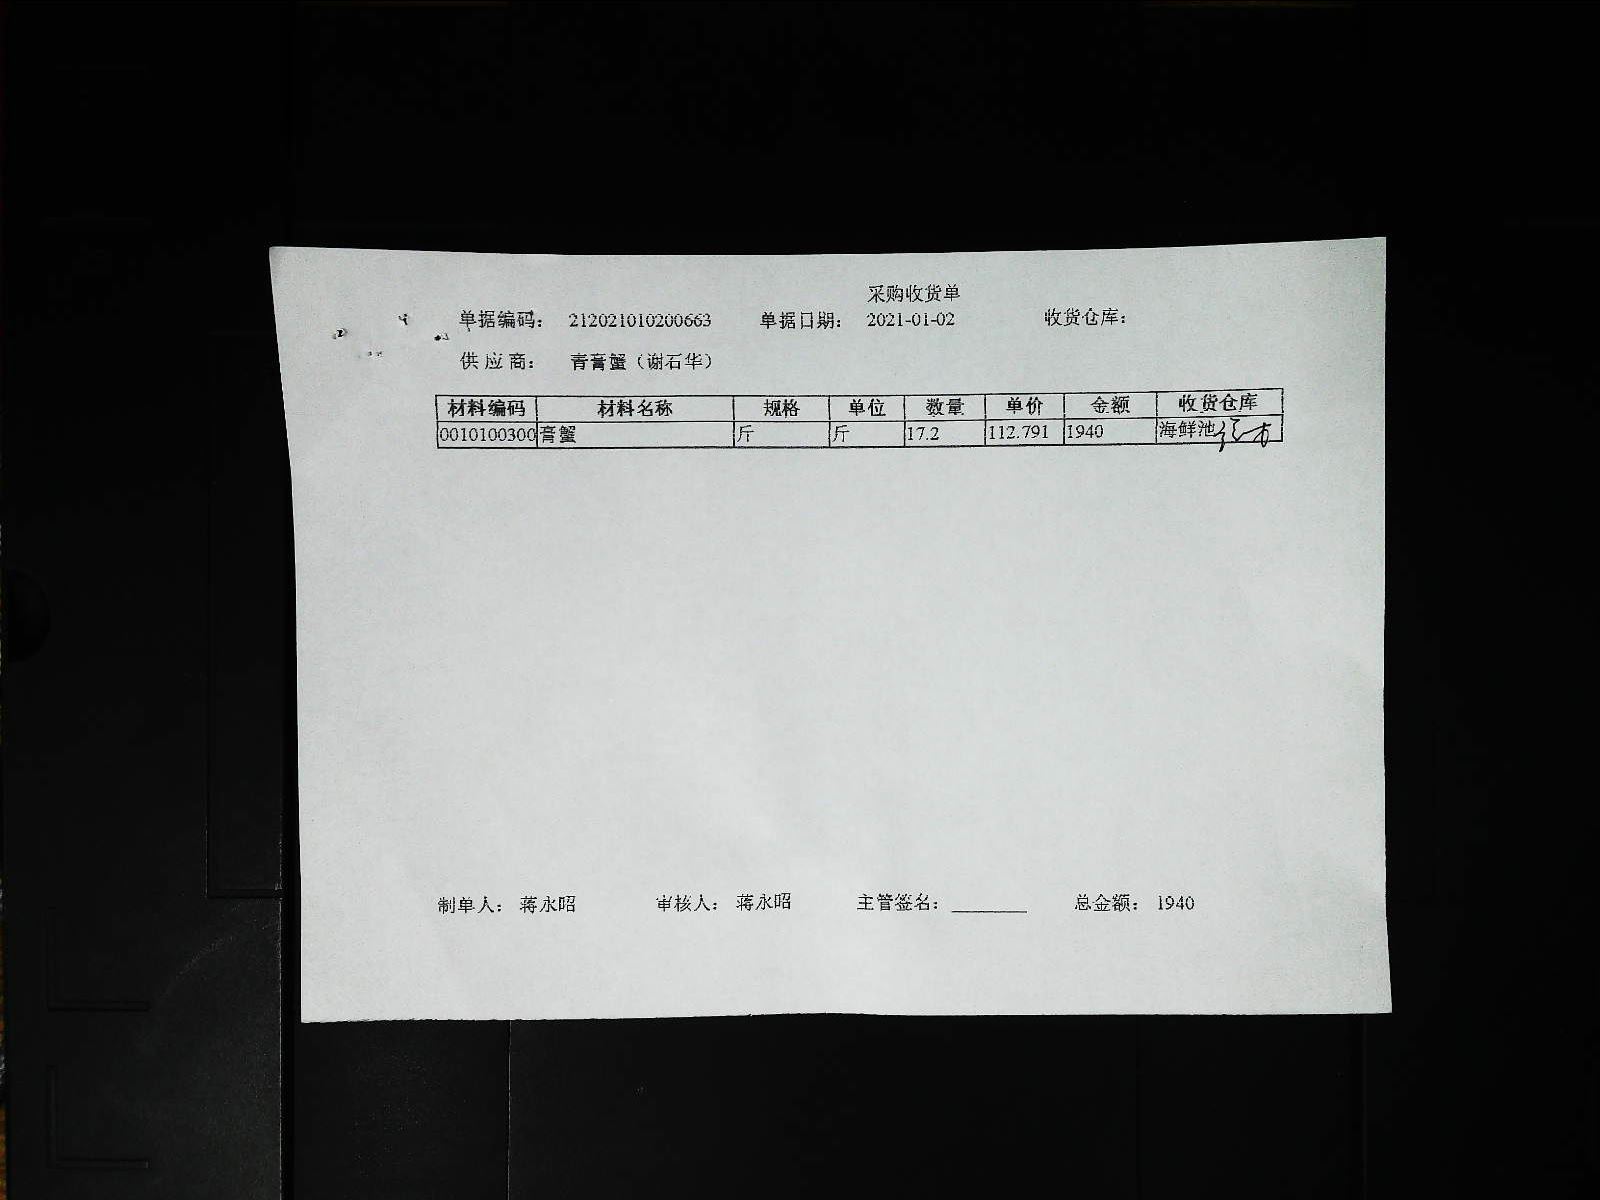 采购收货单
单据编码： 212021010200663 单据日期： 2021-01-02 收货仓库：
供 应 商： 青膏蟹（谢石华）
材料编码 材料名称 规格 单位 数量 单价 金额 收货仓库
0010100300 膏蟹 斤 斤 17.2 112.791 1940 海鲜池
制单人： 蒋永昭 审核人： 蒋永昭 主管签名： 总金额： 1940